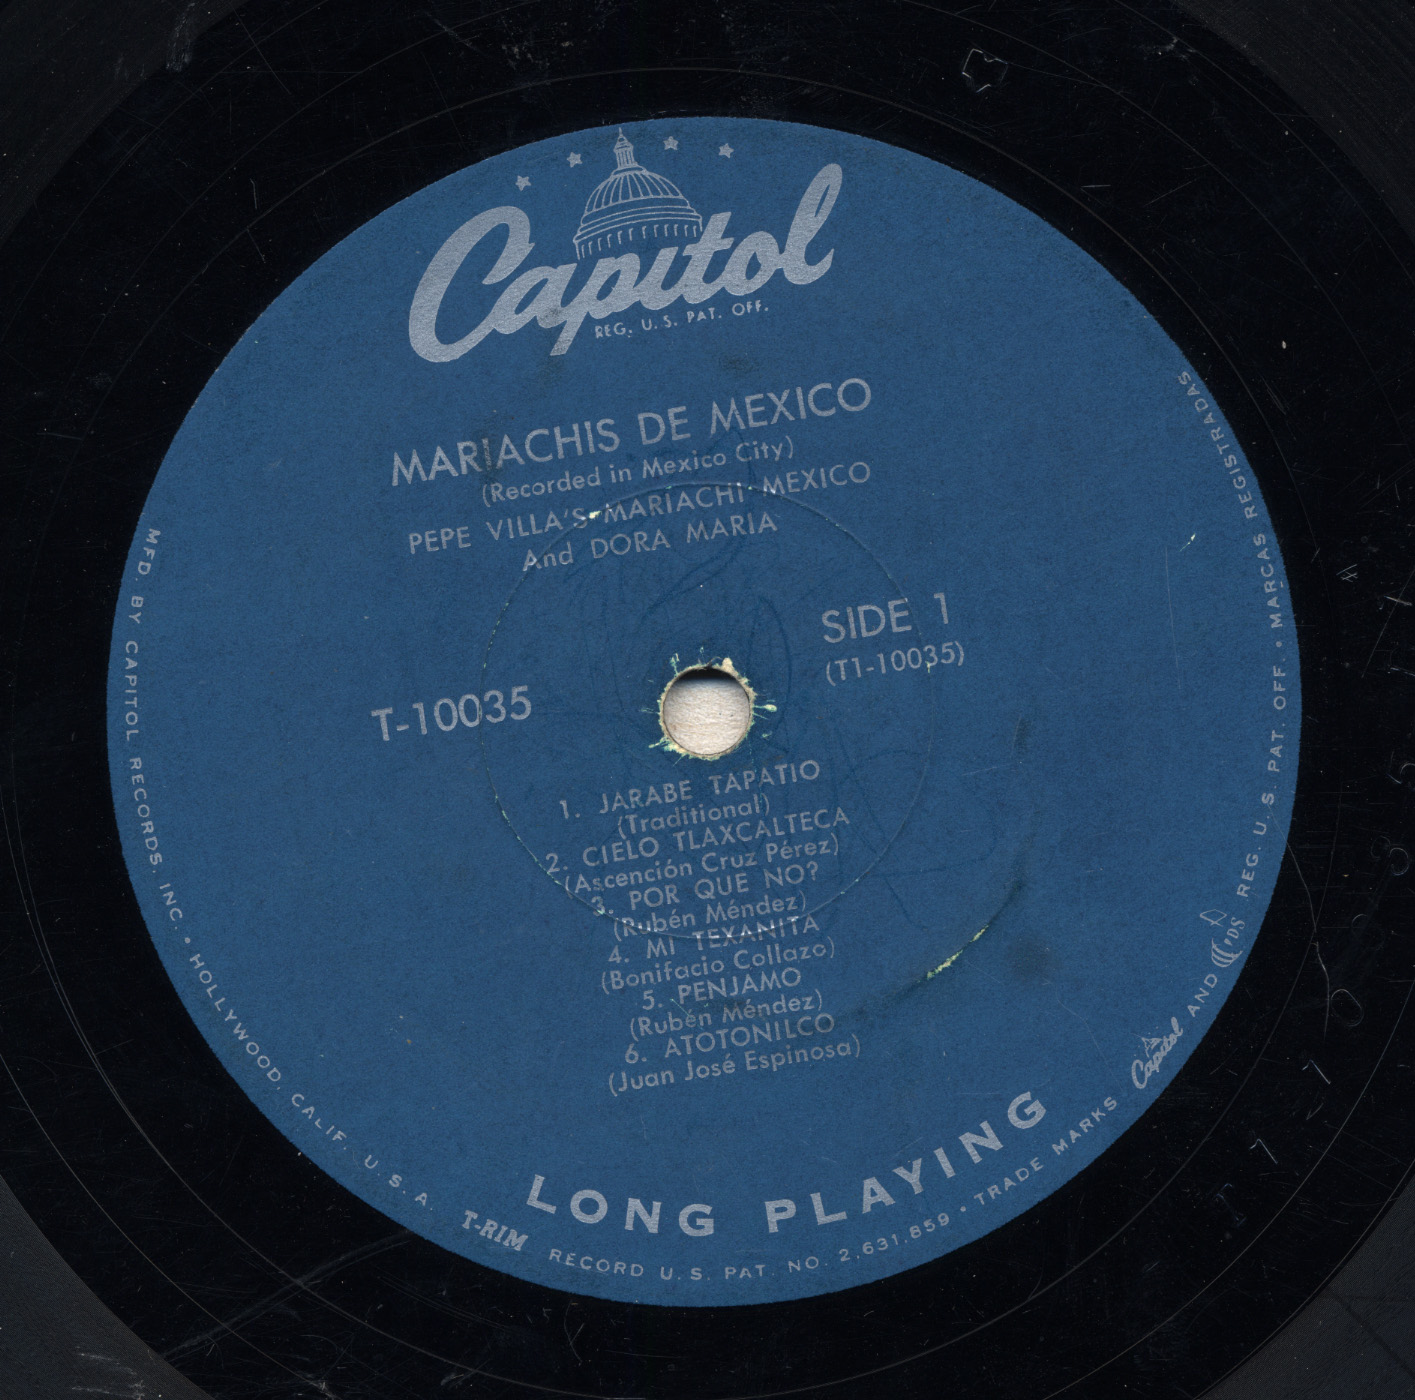 Capitol
REG. U.S. PAT. OFF.
MARIACHIS DE MEXICO
(Recorded in Mexico City)
PEPE VILLA'S MARIACHI MEXICO
And DORA MARIA
SIDE 1
(T1-10035)
T-10035
1. JARABE TAPATIO
(Traditional)
2. CIELO TLAXCALTECA
(Ascención Cruz Pérez)
3. POR QUE NO?
(Rubén Méndez)
4. MI TEXANITA
(Bonifacio Collazo)
5. PENJAMO
(Rubén Méndez)
6. ATOTONILCO
(Juan José Espinosa)
LONG PLAYING
MFD. BY CAPITOL RECORDS, INC. • HOLLYWOOD, CALIF., U.S.A. T-RIM RECORD U.S. PAT. NO. 2,631,859 • TRADE MARKS Capitol AND REG. U.S. PAT. OFF. • MARCAS REGISTRADAS